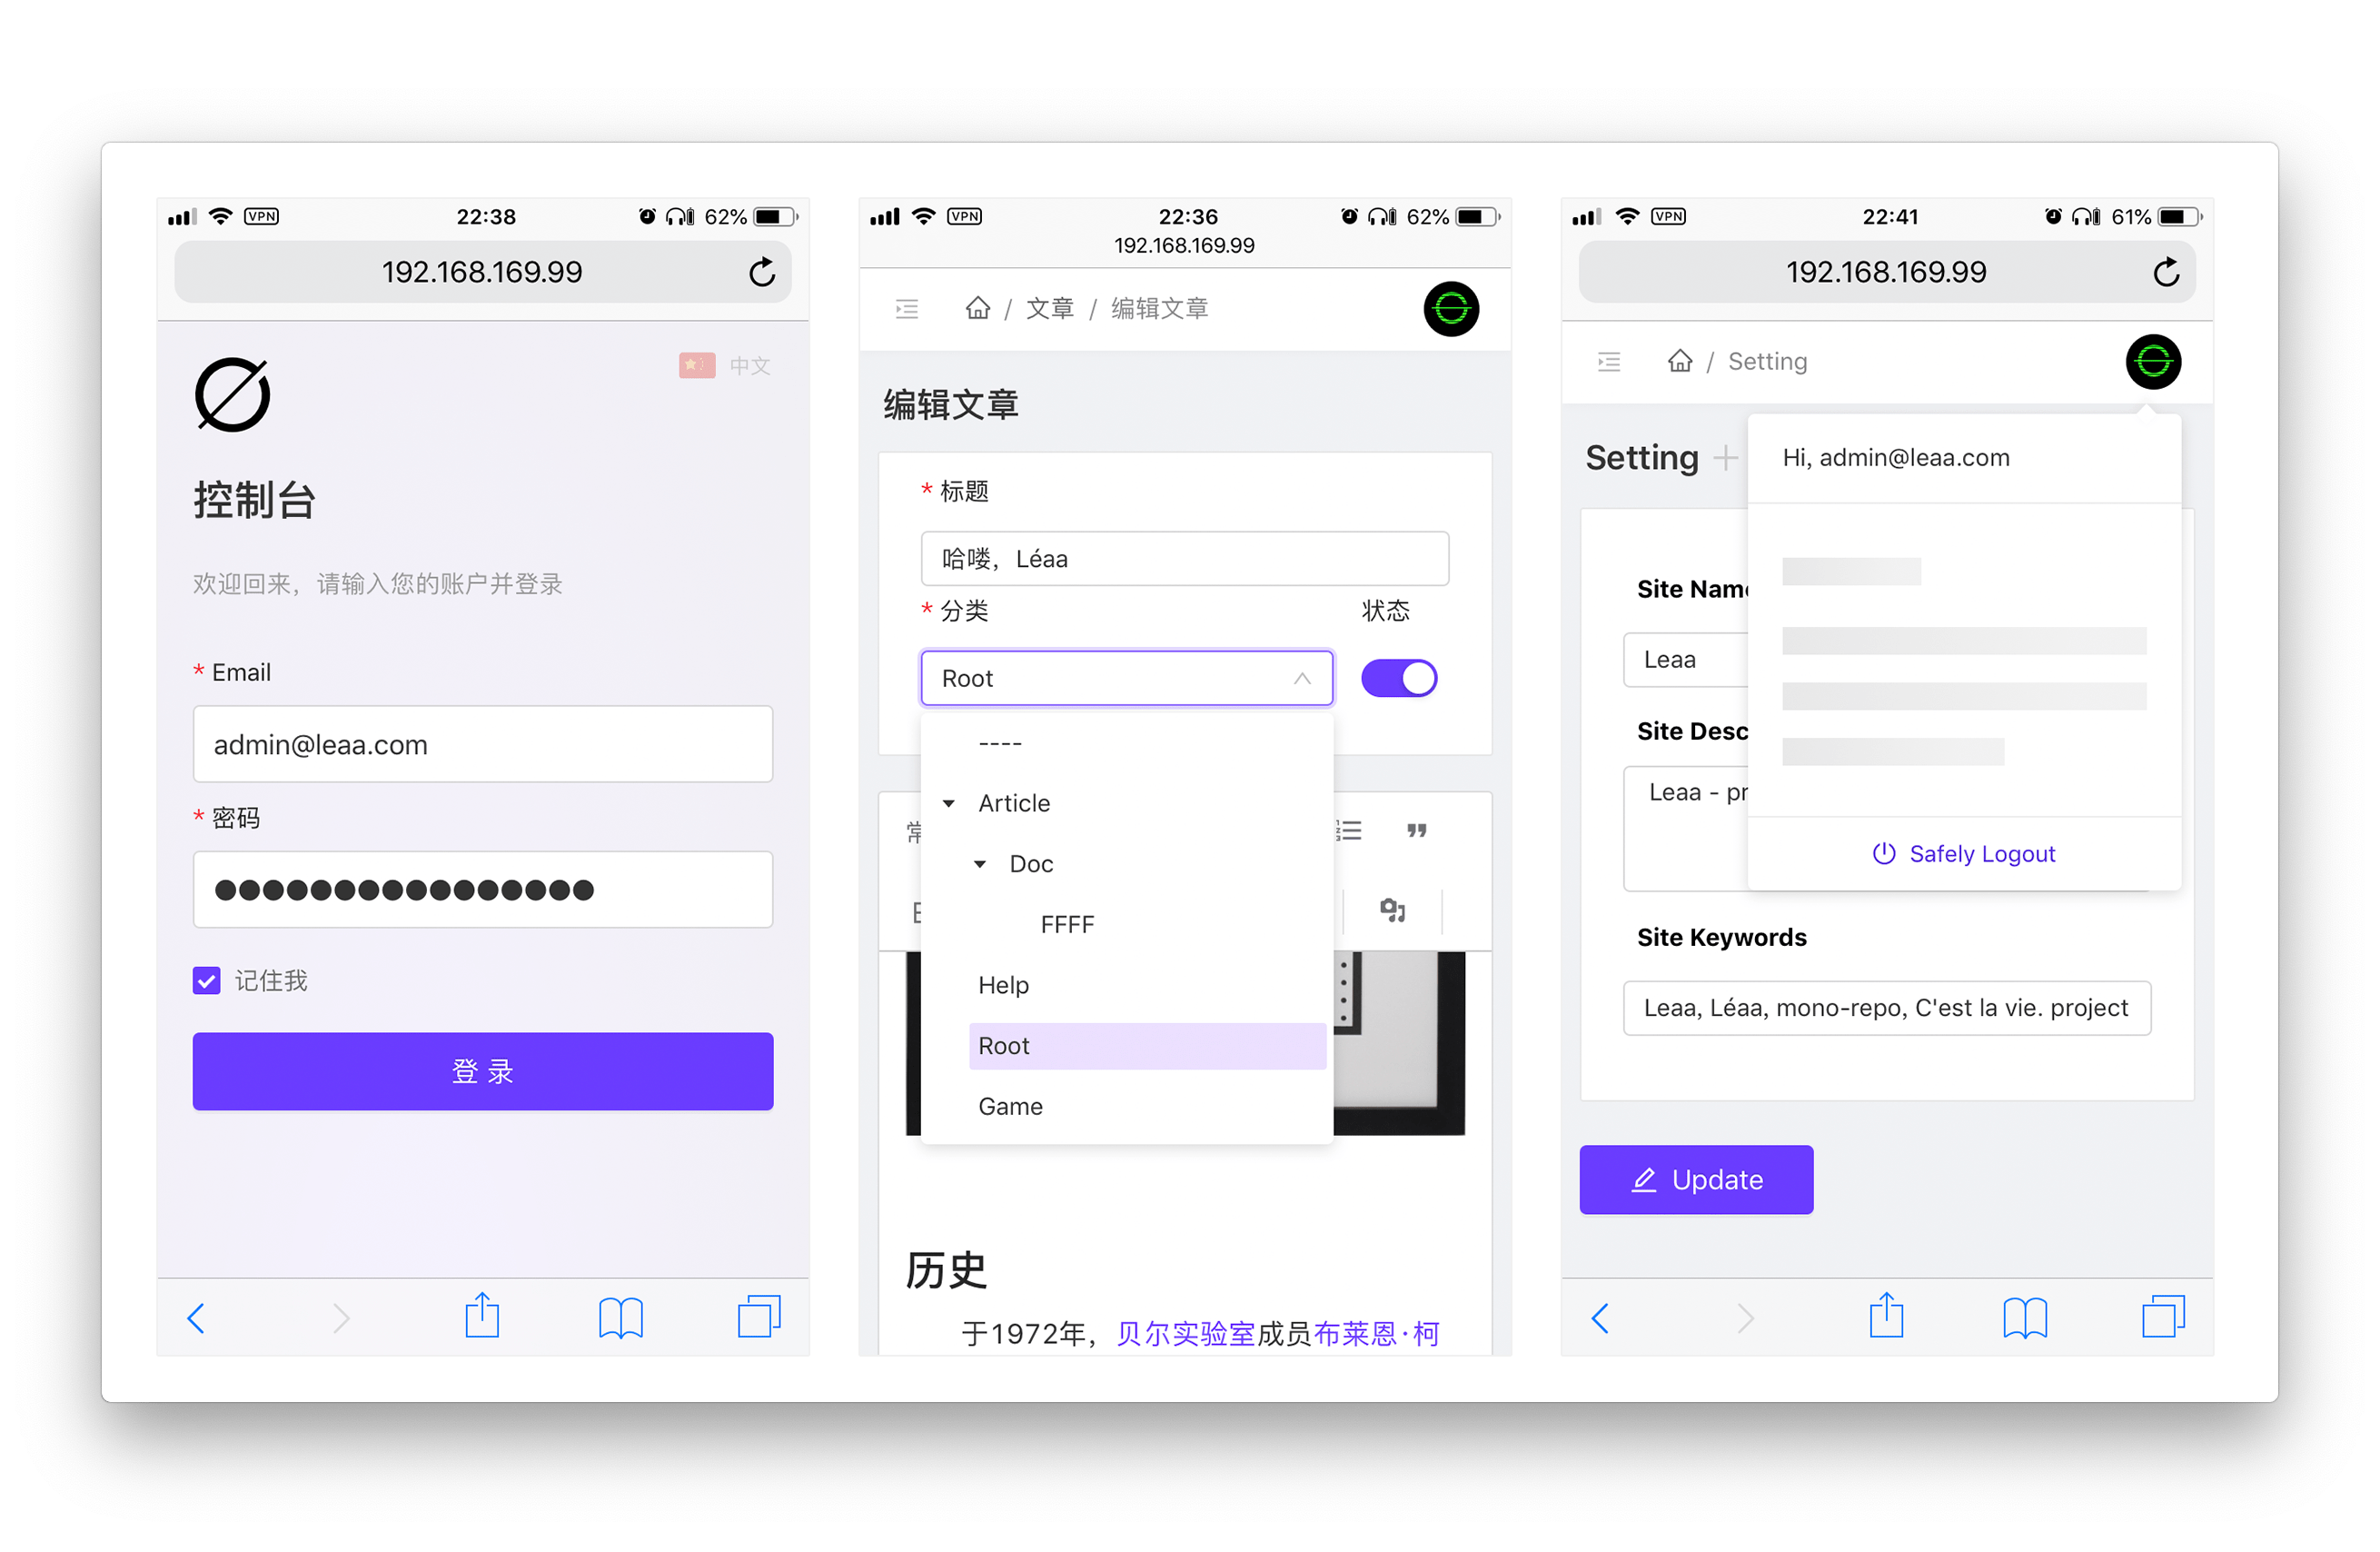 VPN 22:38 62%
192.168.169.99
中文
控制台
欢迎回来，请输入您的账户并登录
* Email
admin@leaa.com
* 密码
记住我
登 录
VPN 22:36 62%
192.168.169.99
/ 文章 / 编辑文章
编辑文章
* 标题
哈喽，Léaa
* 分类 状态
Root
----
Article
Doc
FFFF
Help
Root
Game
常
历史
于1972年，贝尔实验室成员布莱恩·柯
VPN 22:41 61%
192.168.169.99
/ Setting
Setting +
Hi, admin@leaa.com
Site Name
Leaa
Site Desc
Leaa - pr
Safely Logout
Site Keywords
Leaa, Léaa, mono-repo, C'est la vie. project
Update